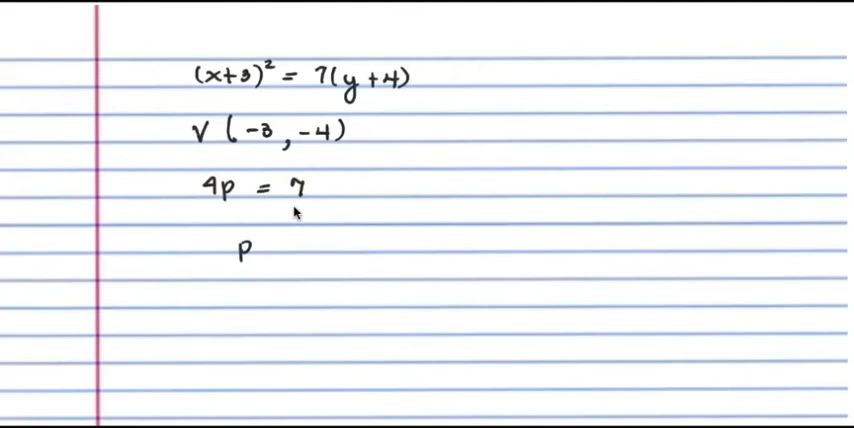 (x+3)² = 7(y+4)
V (-3, -4)
4p = 7
p